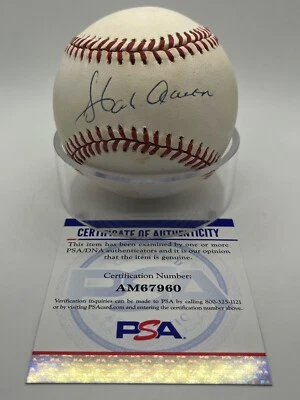 Hank Aaron
CERTIFICATE OF AUTHENTICITY
This item has been examined by one or more
PSA/DNA authenticators and it is our opinion
that the item is genuine.
Certification Number:
AM67960
Verification inquiries can be made to PSA by calling 800-325-1121
or by visiting PSAcard.com and entering the certification number above.
PSA